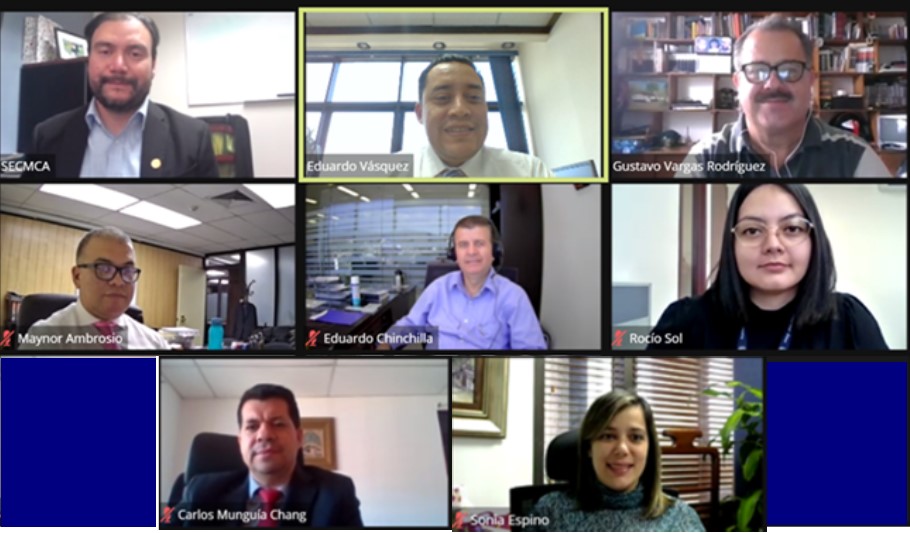 SECMCA
Eduardo Vásquez
Gustavo Vargas Rodríguez
Maynor Ambrosio
Eduardo Chinchilla
Rocío Sol
Carlos Munguía Chang
Sonia Espino